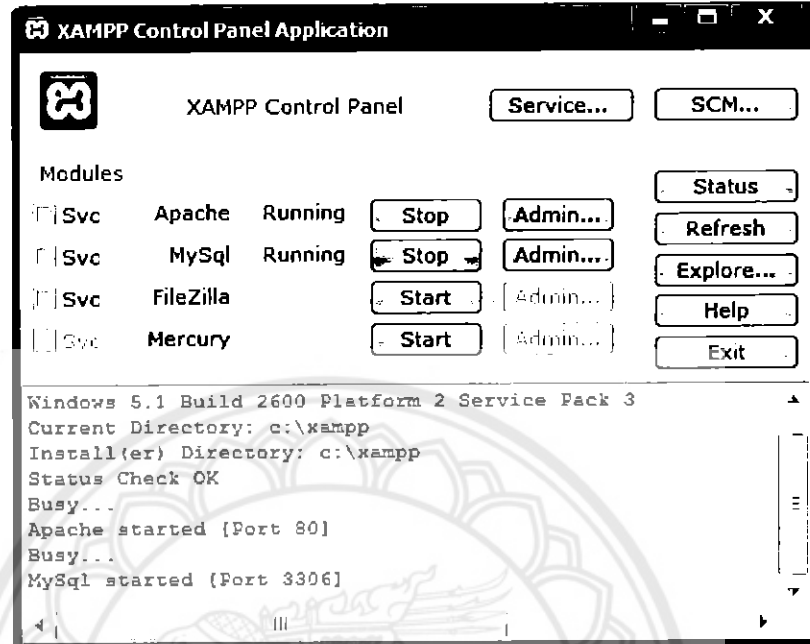 XAMPP Control Panel Application
XAMPP Control Panel Service... SCM...
Modules
Status
Svc Apache Running Stop Admin...
Refresh
Svc MySql Running Stop Admin...
Explore...
Svc FileZilla Start Admin...
Help
Svc Mercury Start Admin...
Exit
Windows 5.1 Build 2600 Platform 2 Service Pack 3
Current Directory: c:\xampp
Install(er) Directory: c:\xampp
Status Check OK
Busy...
Apache started [Port 80]
Busy...
MySql started [Port 3306]